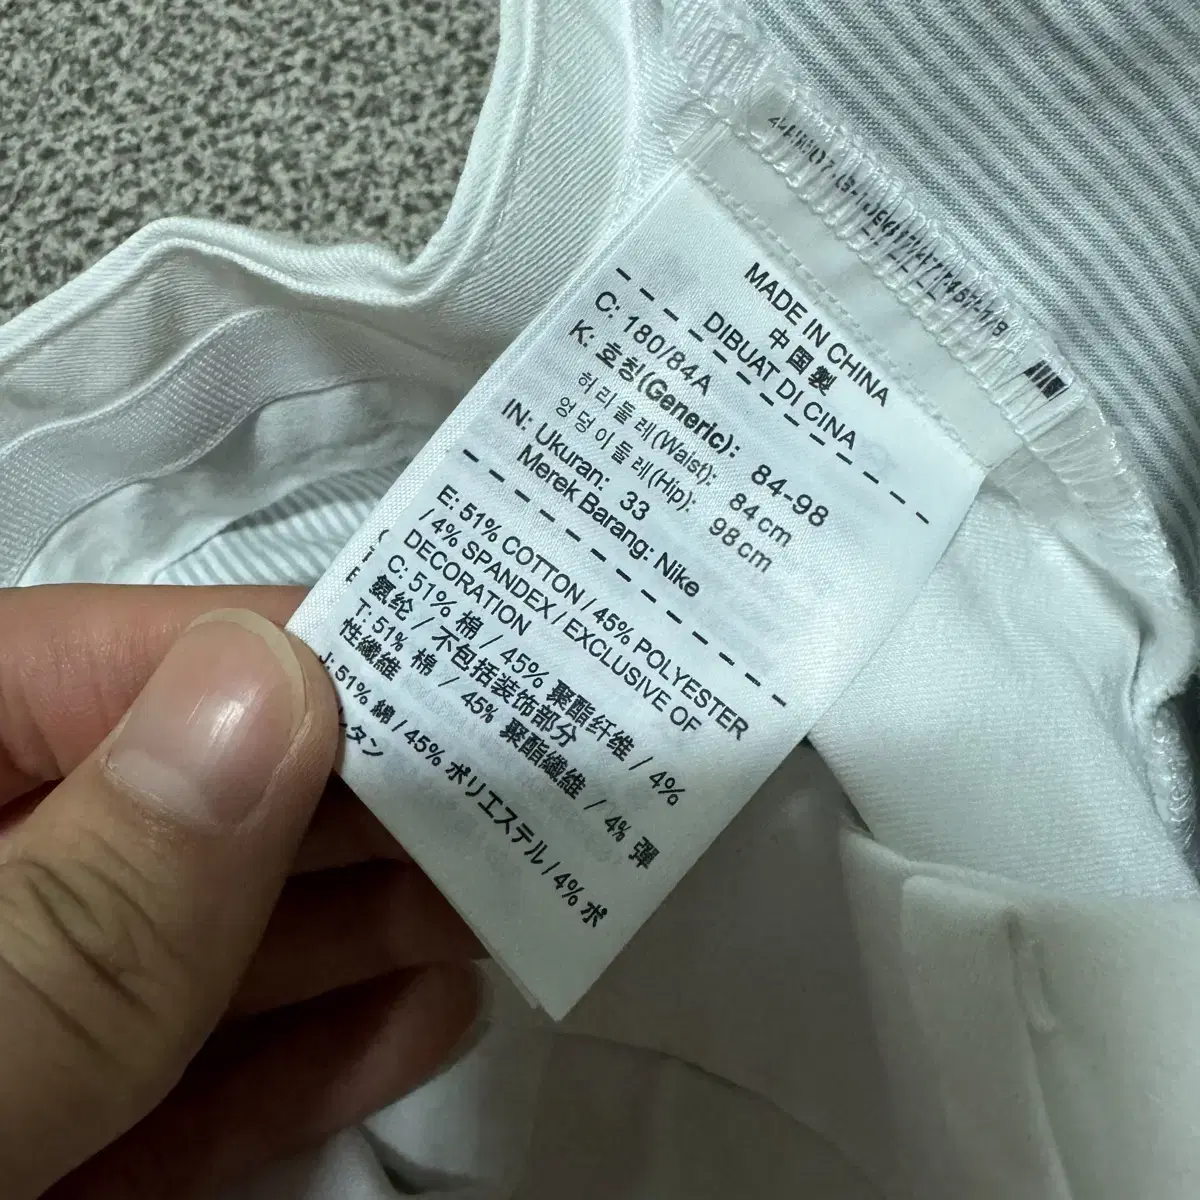 MADE IN CHINA
中国製
DIBUAT DI CINA
C: 180/84A
K: 호칭(Generic): 84-98
허리둘레(Waist): 84 cm
엉덩이둘레(Hip): 98 cm
IN: Ukuran: 33
Merek Barang: Nike
E: 51% COTTON / 45% POLYESTER
/ 4% SPANDEX / EXCLUSIVE OF
DECORATION
C: 51% 棉 / 45% 聚酯纤维 / 4%
氨纶 / 不包括装饰部分
T: 51% 棉 / 45% 聚酯纖維 / 4% 彈
性纖維
J: 51% 綿 / 45% ポリエステル / 4% ポ
タン